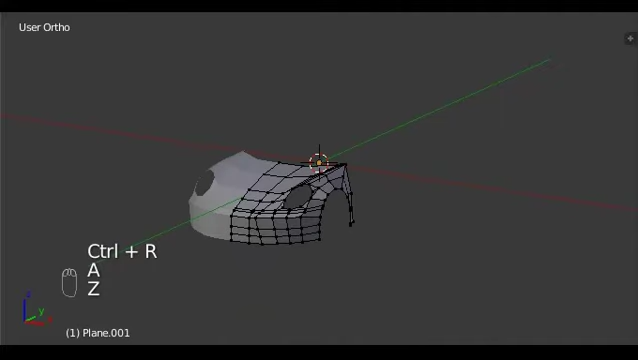 User Ortho
Ctrl + R
A
Z
z
y
(1) Plane.001